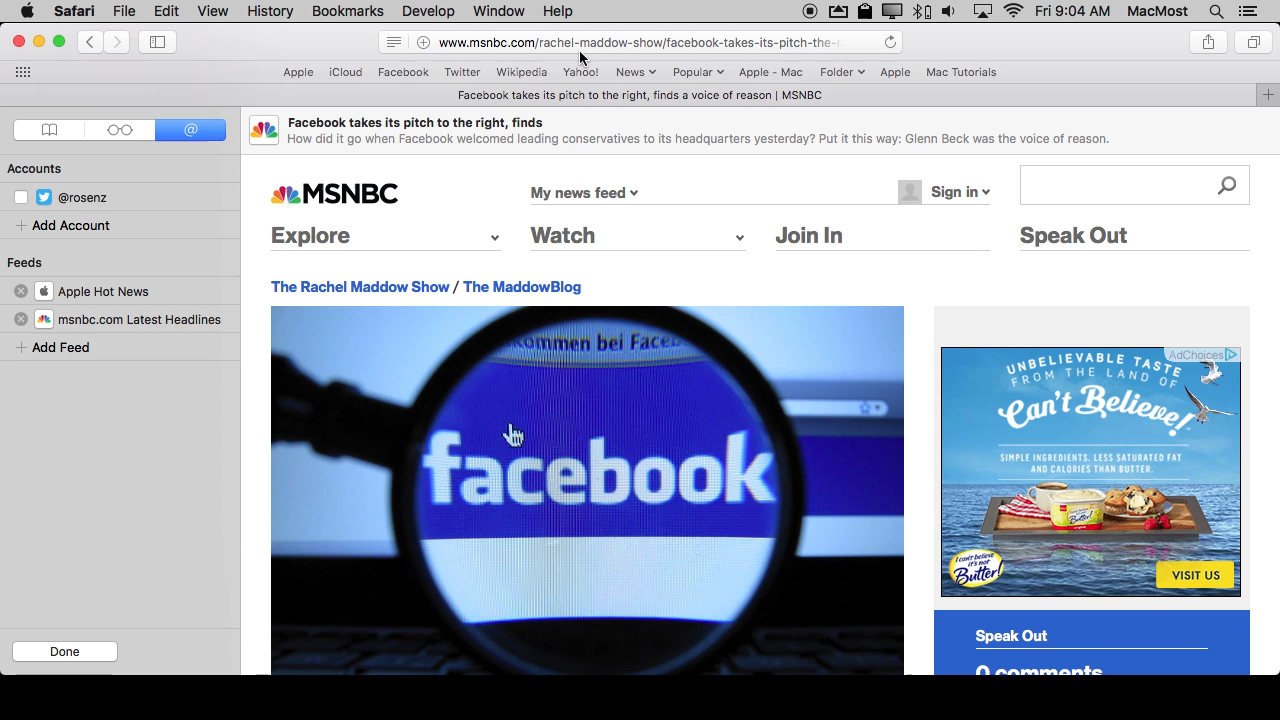 Safari File Edit View History Bookmarks Develop Window Help Fri 9:04 AM MacMost
www.msnbc.com/rachel-maddow-show/facebook-takes-its-pitch-the-r
Apple iCloud Facebook Twitter Wikipedia Yahoo! News Popular Apple - Mac Folder Apple Mac Tutorials
Facebook takes its pitch to the right, finds a voice of reason | MSNBC
@
Accounts
@rosenz
+ Add Account
Feeds
Apple Hot News
msnbc.com Latest Headlines
+ Add Feed
Done
Facebook takes its pitch to the right, finds
How did it go when Facebook welcomed leading conservatives to its headquarters yesterday? Put it this way: Glenn Beck was the voice of reason.
MSNBC
My news feed
Sign in
Explore
Watch
Join In
Speak Out
The Rachel Maddow Show / The MaddowBlog
kommen bei Faceb
facebook
AdChoices
UNBELIEVABLE TASTE
FROM THE LAND OF
Can't Believe!
SIMPLE INGREDIENTS. LESS SATURATED FAT
AND CALORIES THAN BUTTER.
I can't believe
it's not
Butter!
VISIT US
Speak Out
0 comments